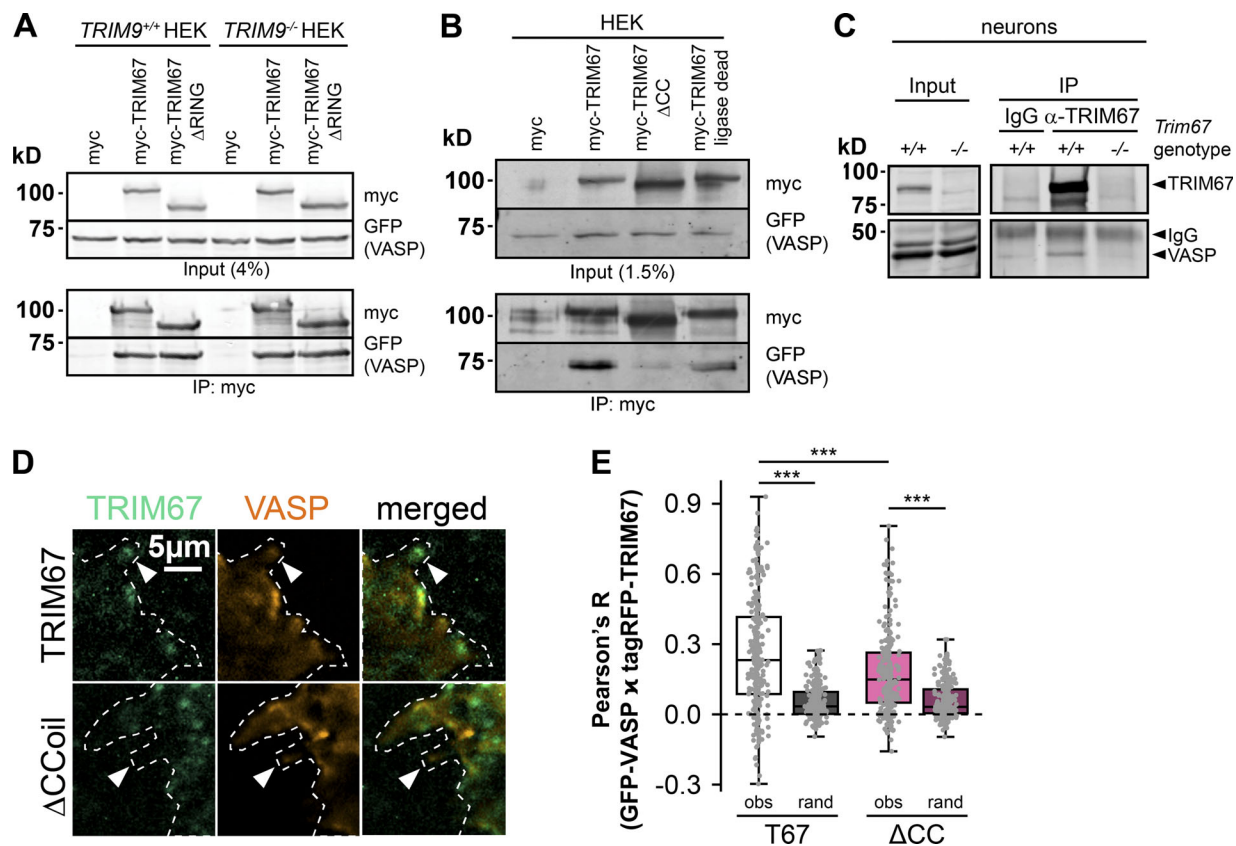 A
TRIM9+/+ HEK TRIM9-/- HEK
myc
myc-TRIM67
myc-TRIM67
ΔRING
myc
myc-TRIM67
myc-TRIM67
ΔRING
kD
100
myc
75
GFP
(VASP)
Input (4%)
100
myc
75
GFP
(VASP)
IP: myc
B
HEK
myc
myc-TRIM67
myc-TRIM67
ΔCC
myc-TRIM67
ligase dead
kD
100
myc
75
GFP
(VASP)
Input (1.5%)
100
myc
75
GFP
(VASP)
IP: myc
C
neurons
Input IP
IgG α-TRIM67
Trim67
genotype
kD +/+ -/- +/+ +/+ -/-
100
TRIM67
75
50
IgG
VASP
D
TRIM67 VASP merged
5µm
TRIM67
ΔCCoil
E
***
*** ***
Pearson's R
(GFP-VASP x tagRFP-TRIM67)
0.9
0.6
0.3
0.0
-0.3
obs rand obs rand
T67 ΔCC